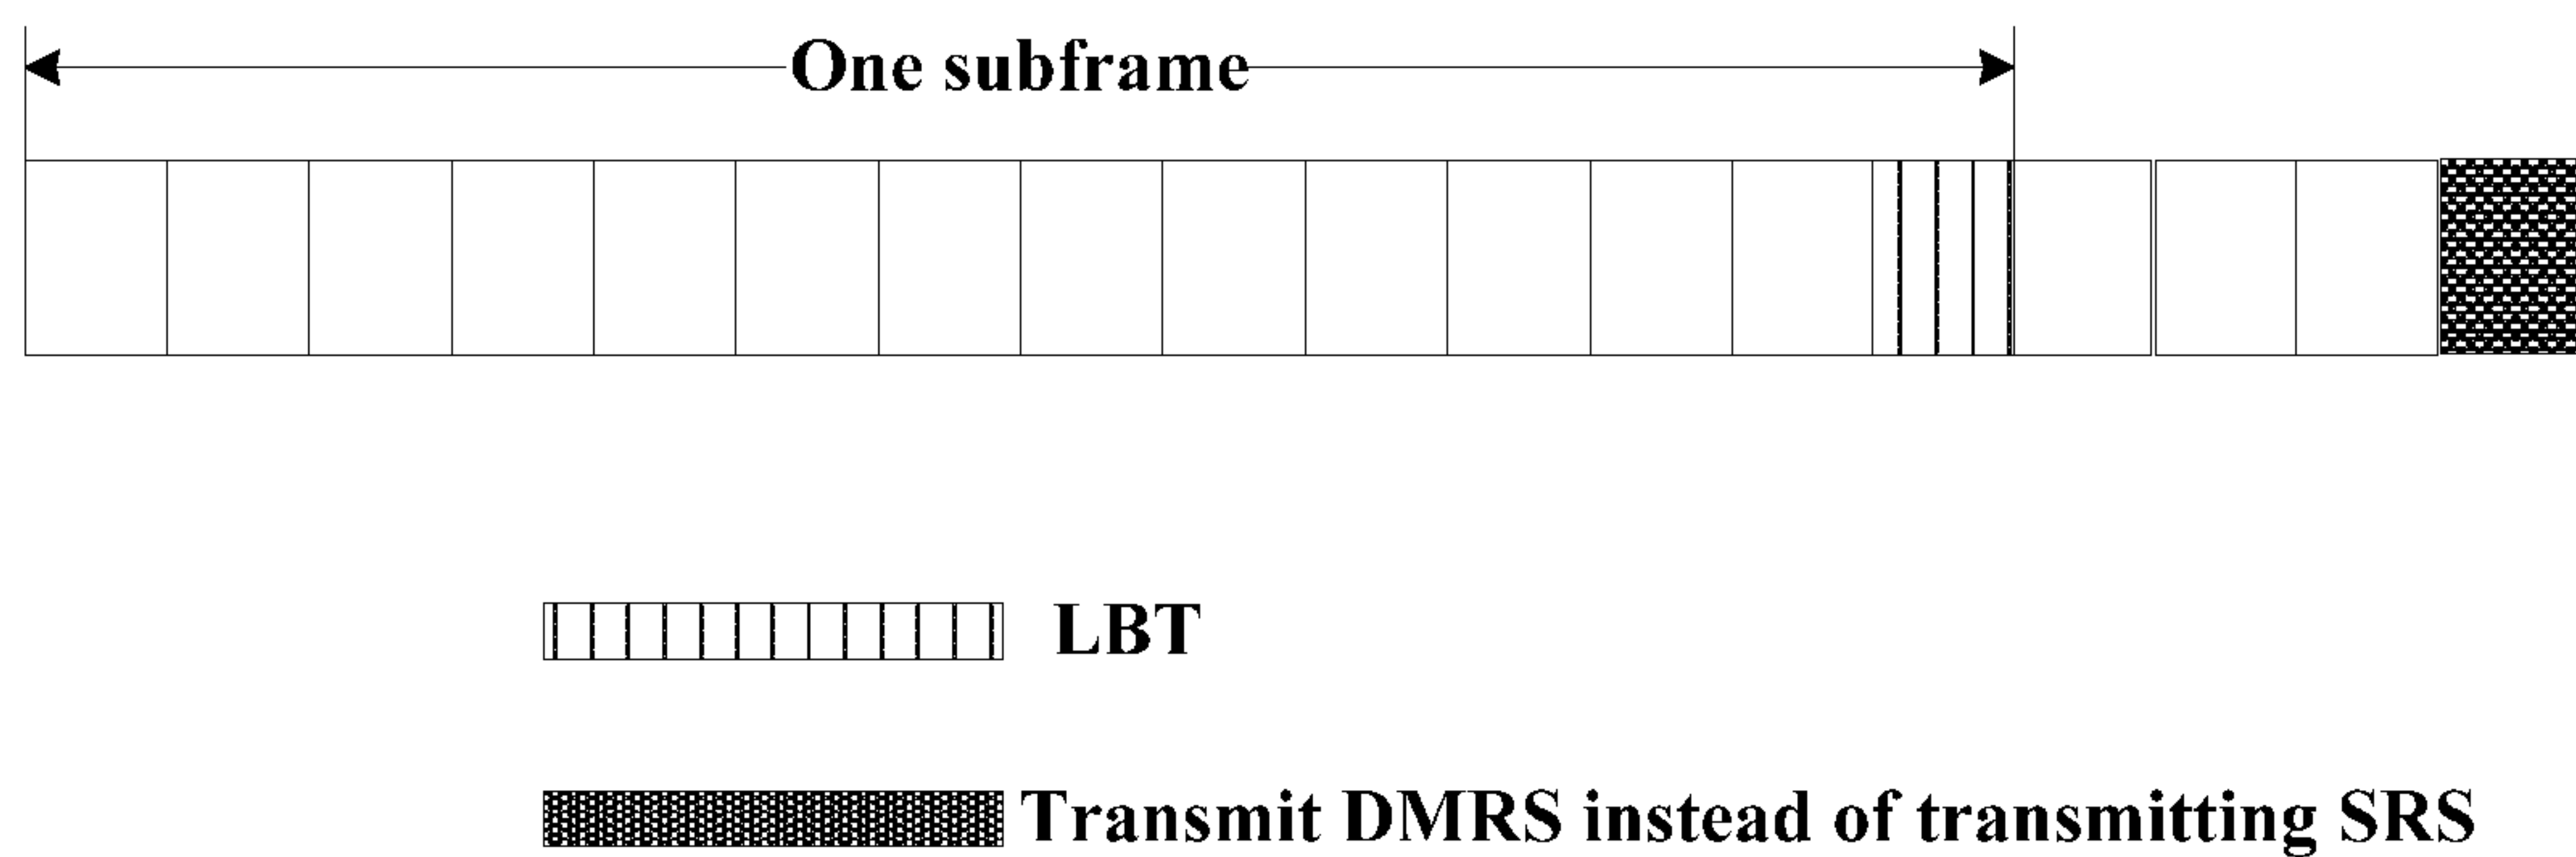 One subframe
LBT
Transmit DMRS instead of transmitting SRS